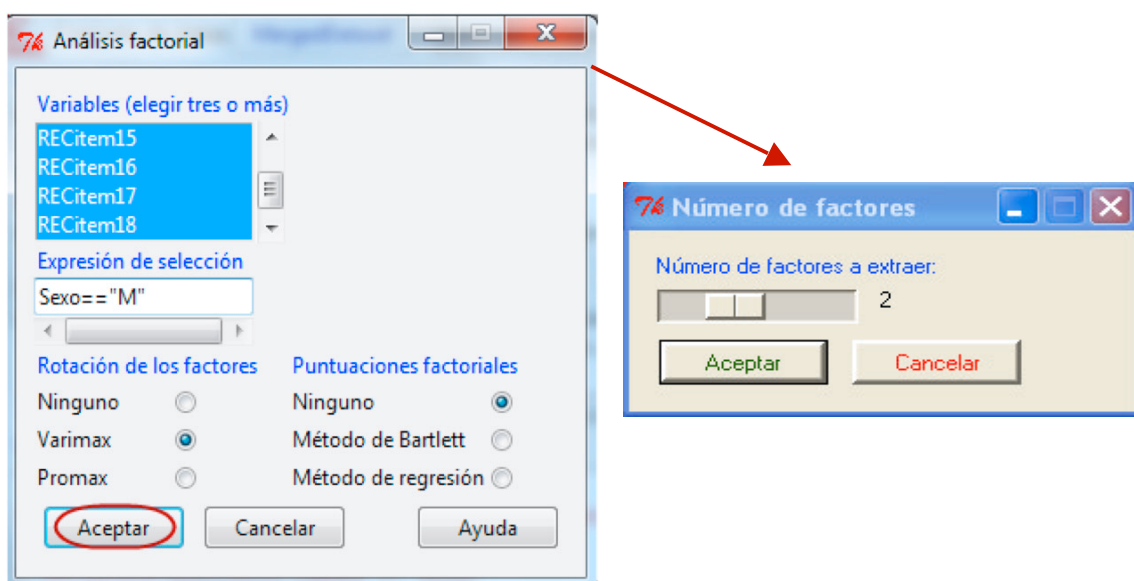 Análisis factorial
Variables (elegir tres o más)
RECitem15
RECitem16
RECitem17
RECitem18
Expresión de selección
Sexo=="M"
Rotación de los factores
Ninguno
Varimax
Promax
Puntuaciones factoriales
Ninguno
Método de Bartlett
Método de regresión
Aceptar
Cancelar
Ayuda
Número de factores
Número de factores a extraer:
2
Aceptar
Cancelar